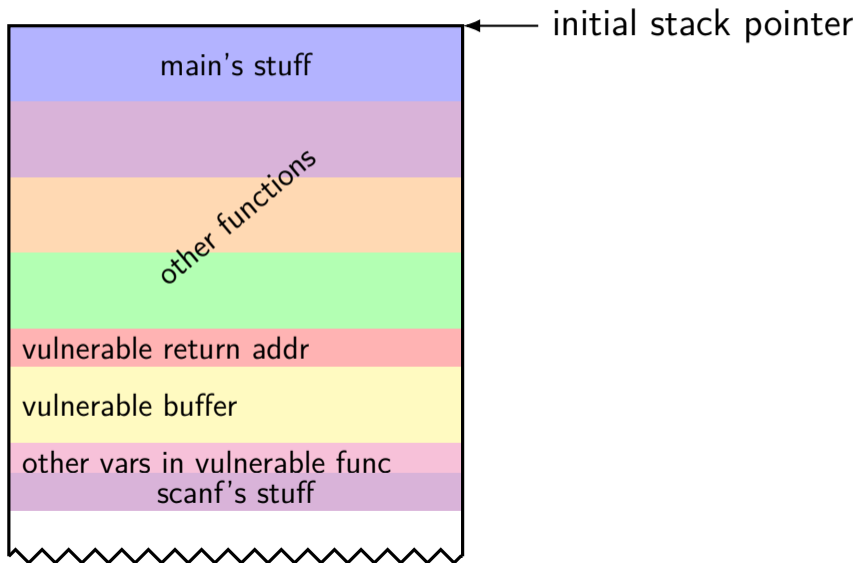 initial stack pointer
main's stuff
other functions
vulnerable return addr
vulnerable buffer
other vars in vulnerable func
scanf's stuff